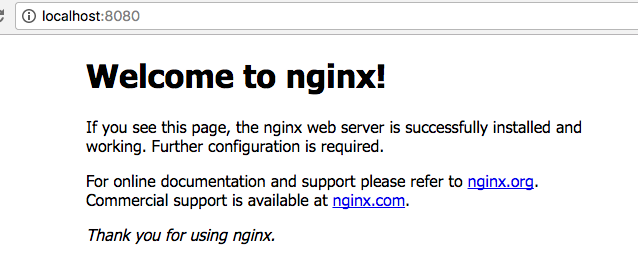 localhost:8080
Welcome to nginx!
If you see this page, the nginx web server is successfully installed and
working. Further configuration is required.
For online documentation and support please refer to nginx.org.
Commercial support is available at nginx.com.
Thank you for using nginx.